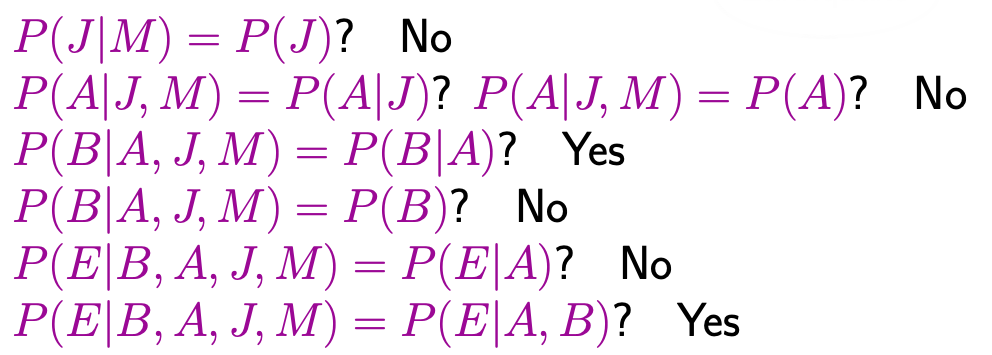 P(J|M) = P(J)? No
P(A|J, M) = P(A|J)? P(A|J, M) = P(A)? No
P(B|A, J, M) = P(B|A)? Yes
P(B|A, J, M) = P(B)? No
P(E|B, A, J, M) = P(E|A)? No
P(E|B, A, J, M) = P(E|A, B)? Yes